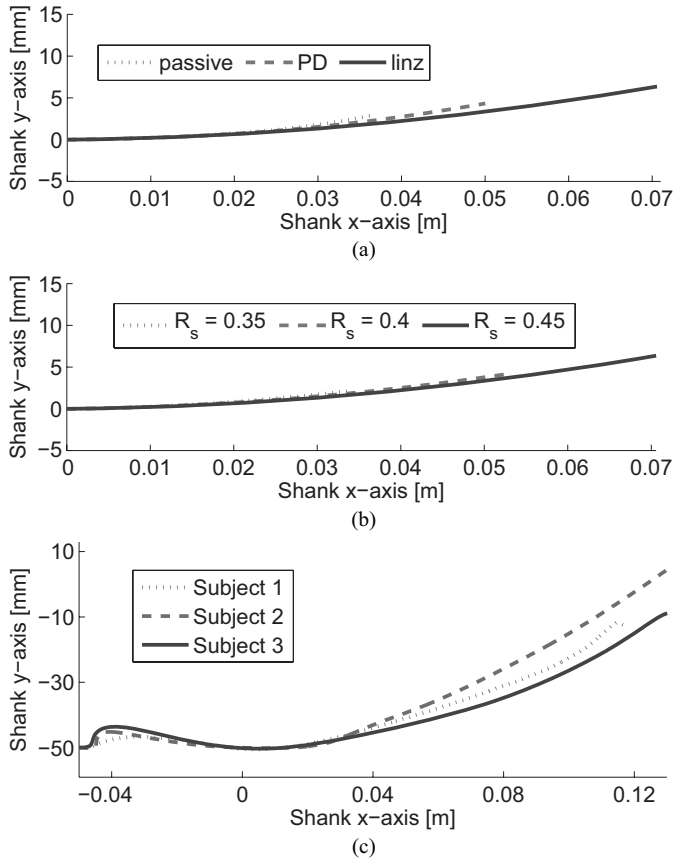 15
10
5
0
−5
Shank y−axis [mm]
passive PD linz
0 0.01 0.02 0.03 0.04 0.05 0.06 0.07
Shank x−axis [m]
(a)
15
10
5
0
−5
Shank y−axis [mm]
R_s = 0.35 R_s = 0.4 R_s = 0.45
0 0.01 0.02 0.03 0.04 0.05 0.06 0.07
Shank x−axis [m]
(b)
10
−10
−30
−50
Shank y−axis [mm]
Subject 1
Subject 2
Subject 3
−0.04 0 0.04 0.08 0.12
Shank x−axis [m]
(c)